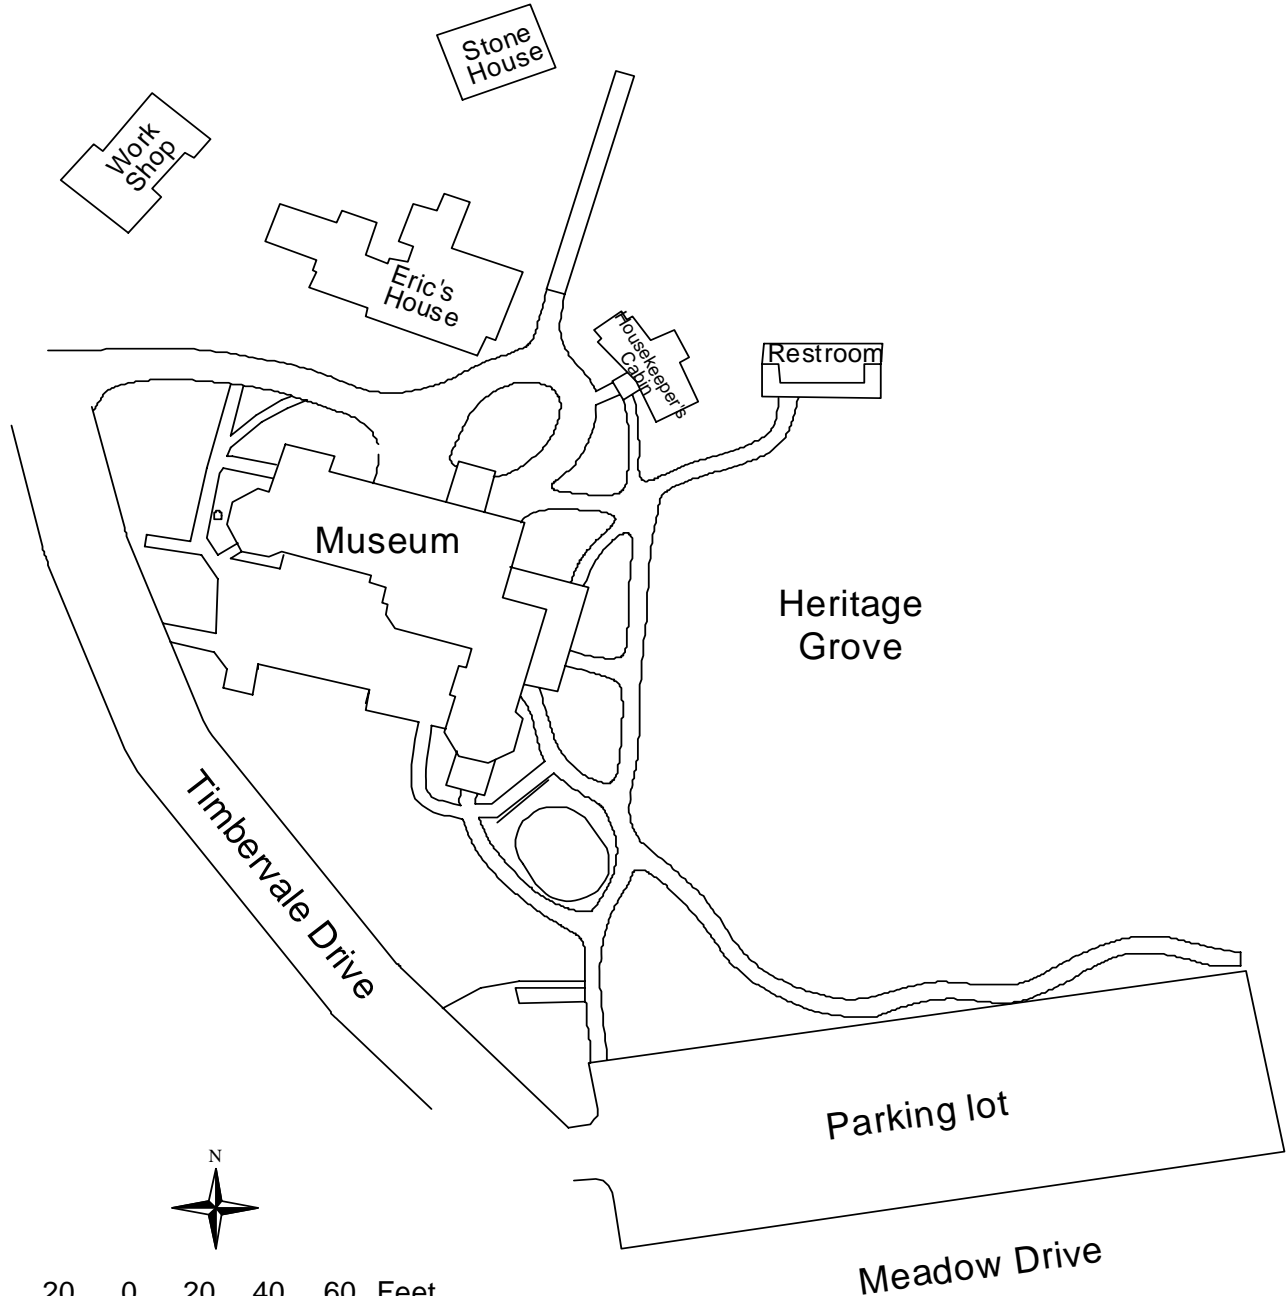 Stone
House
Work
Shop
Eric's
House
Housekeeper's
Cabin
Restroom
Museum
Heritage
Grove
Timbervale Drive
Parking lot
N
Meadow Drive
20 0 20 40 60 Feet